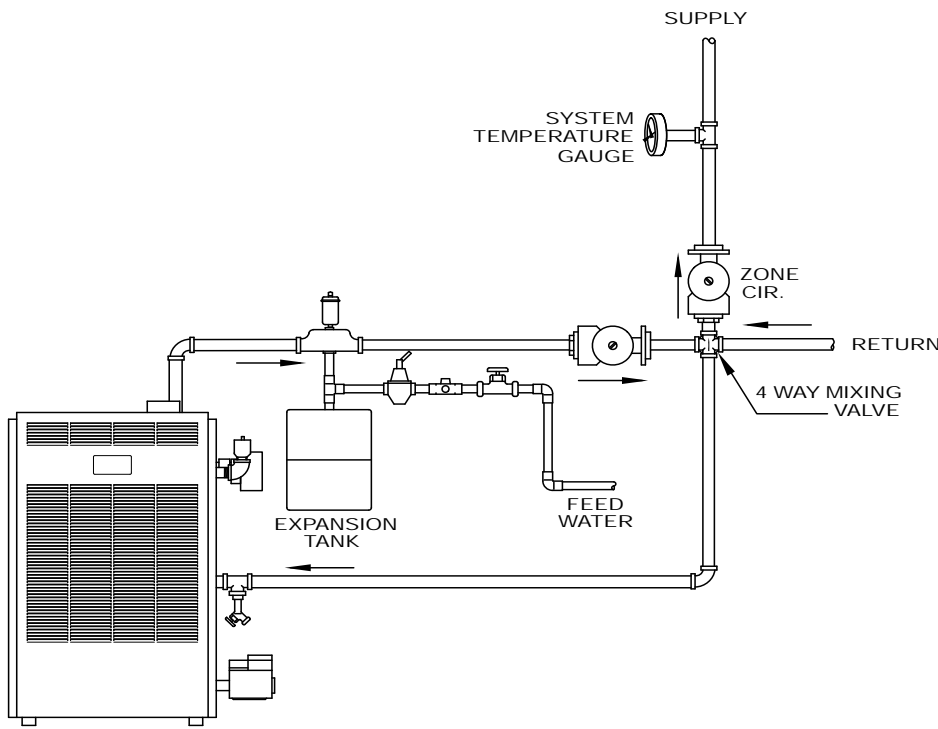 SUPPLY
SYSTEM
TEMPERATURE
GAUGE
ZONE
CIR.
RETURN
4 WAY MIXING
VALVE
FEED
WATER
EXPANSION
TANK